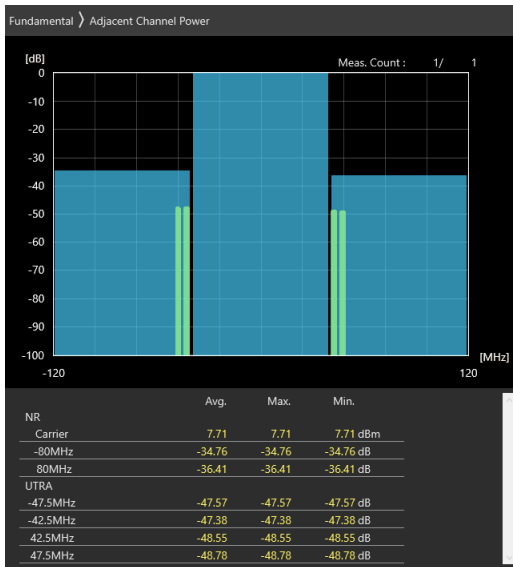 Fundamental 〉 Adjacent Channel Power
[dB]
Meas. Count : 1/ 1
0
-10
-20
-30
-40
-50
-60
-70
-80
-90
-100
[MHz]
-120 120
Avg. Max. Min.
NR
Carrier 7.71 7.71 7.71 dBm
-80MHz -34.76 -34.76 -34.76 dB
80MHz -36.41 -36.41 -36.41 dB
UTRA
-47.5MHz -47.57 -47.57 -47.57 dB
-42.5MHz -47.38 -47.38 -47.38 dB
42.5MHz -48.55 -48.55 -48.55 dB
47.5MHz -48.78 -48.78 -48.78 dB